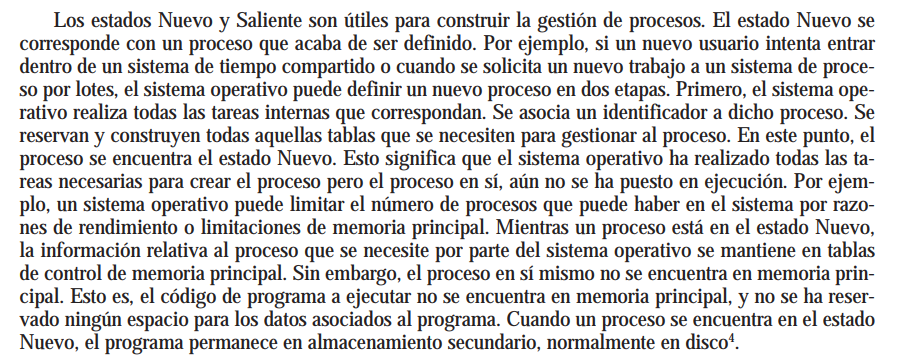 Los estados Nuevo y Saliente son útiles para construir la gestión de procesos. El estado Nuevo se
corresponde con un proceso que acaba de ser definido. Por ejemplo, si un nuevo usuario intenta entrar
dentro de un sistema de tiempo compartido o cuando se solicita un nuevo trabajo a un sistema de proce-
so por lotes, el sistema operativo puede definir un nuevo proceso en dos etapas. Primero, el sistema ope-
rativo realiza todas las tareas internas que correspondan. Se asocia un identificador a dicho proceso. Se
reservan y construyen todas aquellas tablas que se necesiten para gestionar al proceso. En este punto, el
proceso se encuentra el estado Nuevo. Esto significa que el sistema operativo ha realizado todas las ta-
reas necesarias para crear el proceso pero el proceso en sí, aún no se ha puesto en ejecución. Por ejem-
plo, un sistema operativo puede limitar el número de procesos que puede haber en el sistema por razo-
nes de rendimiento o limitaciones de memoria principal. Mientras un proceso está en el estado Nuevo,
la información relativa al proceso que se necesite por parte del sistema operativo se mantiene en tablas
de control de memoria principal. Sin embargo, el proceso en sí mismo no se encuentra en memoria prin-
cipal. Esto es, el código de programa a ejecutar no se encuentra en memoria principal, y no se ha reser-
vado ningún espacio para los datos asociados al programa. Cuando un proceso se encuentra en el estado
Nuevo, el programa permanece en almacenamiento secundario, normalmente en disco⁴.